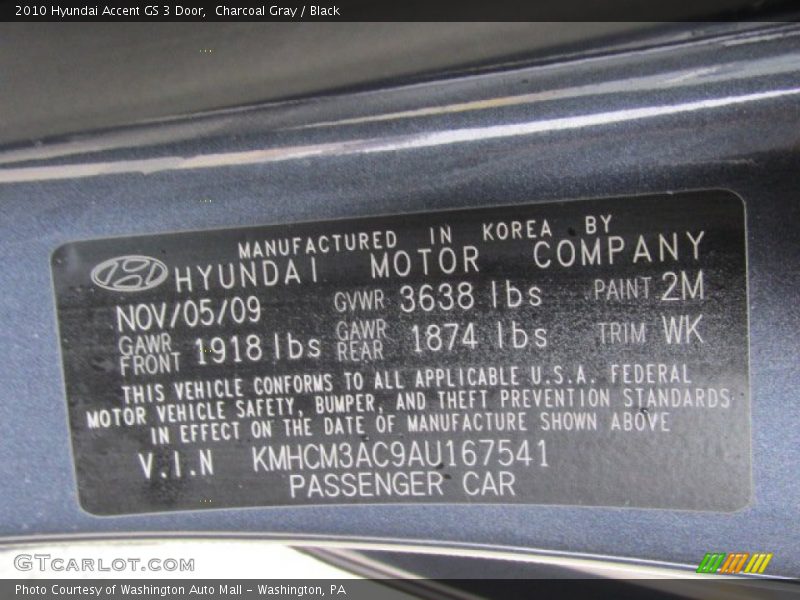 2010 Hyundai Accent GS 3 Door,  Charcoal Gray / Black
MANUFACTURED IN KOREA BY
HYUNDAI MOTOR COMPANY
NOV/05/09 GVWR 3638 lbs PAINT 2M
GAWR FRONT 1918 lbs GAWR REAR 1874 lbs TRIM WK
THIS VEHICLE CONFORMS TO ALL APPLICABLE U.S.A. FEDERAL
MOTOR VEHICLE SAFETY, BUMPER, AND THEFT PREVENTION STANDARDS
IN EFFECT ON THE DATE OF MANUFACTURE SHOWN ABOVE
V.I.N KMHCM3AC9AU167541
PASSENGER CAR
GTCARLOT.COM
Photo Courtesy of Washington Auto Mall - Washington, PA